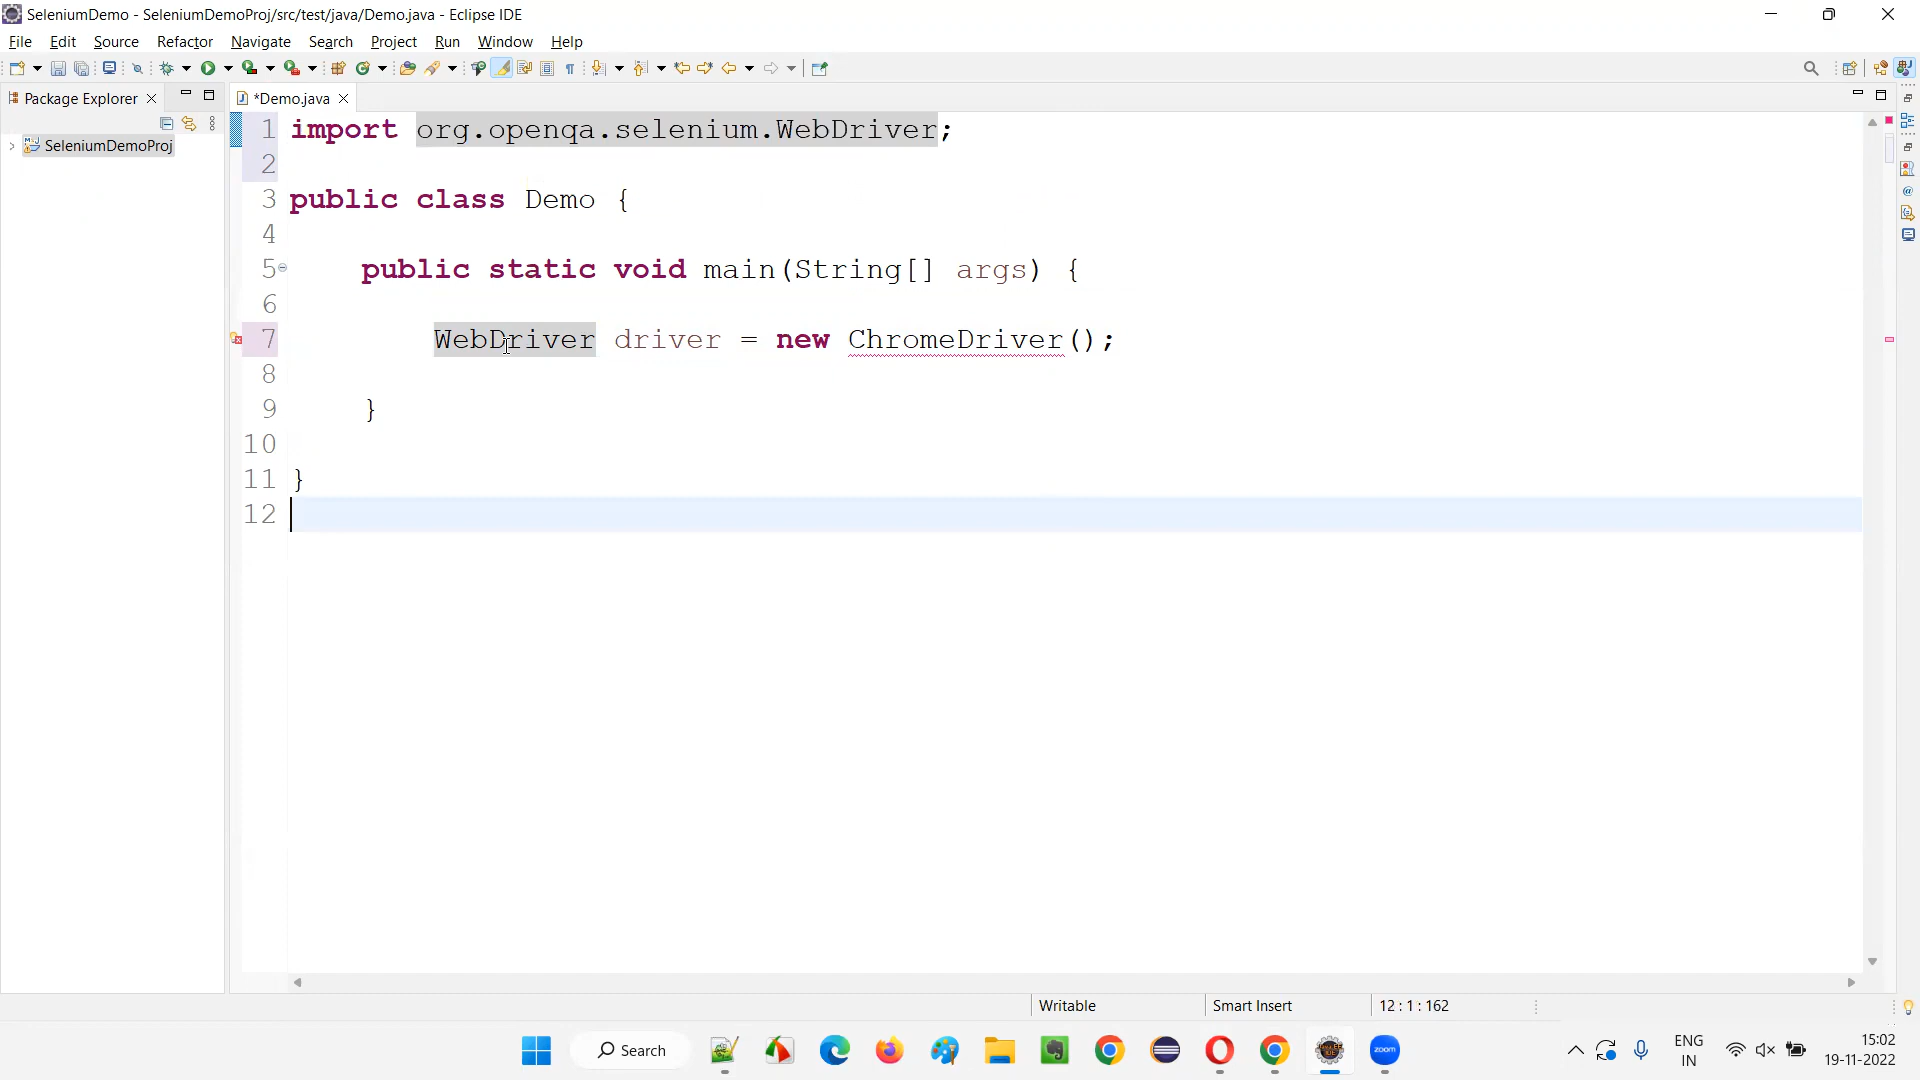 SeleniumDemo - SeleniumDemoProj/src/test/java/Demo.java - Eclipse IDE
File Edit Source Refactor Navigate Search Project Run Window Help
Package Explorer
*Demo.java
SeleniumDemoProj
1 import org.openqa.selenium.WebDriver;
2
3 public class Demo {
4
5 public static void main(String[] args) {
6
7 WebDriver driver = new ChromeDriver();
8
9 }
10
11 }
12
Writable Smart Insert 12 : 1 : 162
Search
zoom
ENG
IN
15:02
19-11-2022